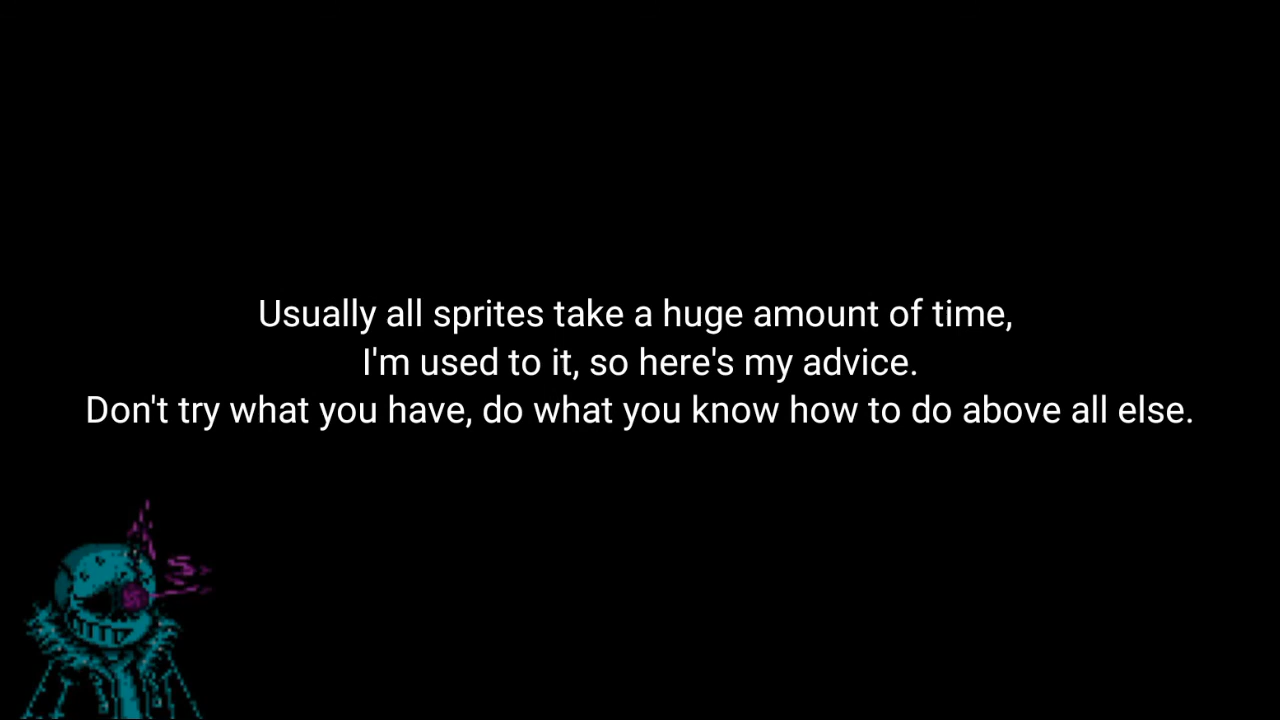 Usually all sprites take a huge amount of time,
I'm used to it, so here's my advice.
Don't try what you have, do what you know how to do above all else.